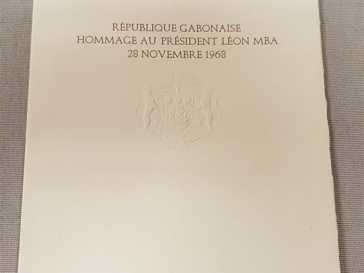 RÉPUBLIQUE GABONAISE
HOMMAGE AU PRÉSIDENT LÉON MBA
28 NOVEMBRE 1968